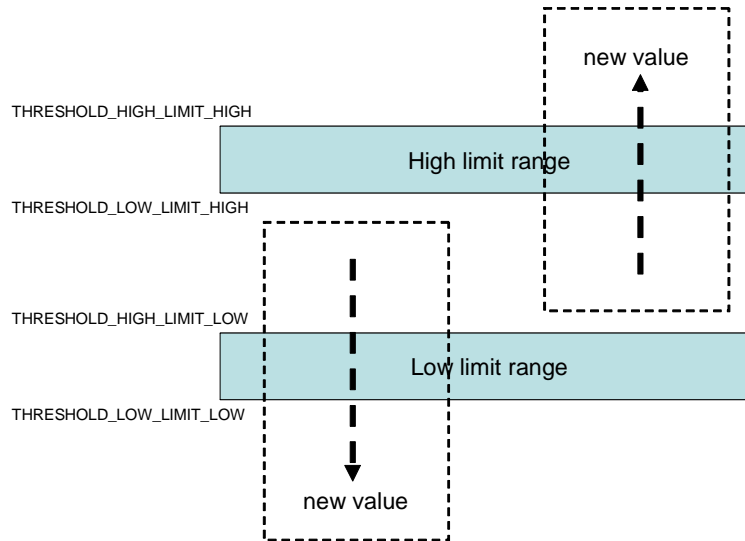 new value
THRESHOLD_HIGH_LIMIT_HIGH
High limit range
THRESHOLD_LOW_LIMIT_HIGH
THRESHOLD_HIGH_LIMIT_LOW
Low limit range
THRESHOLD_LOW_LIMIT_LOW
new value